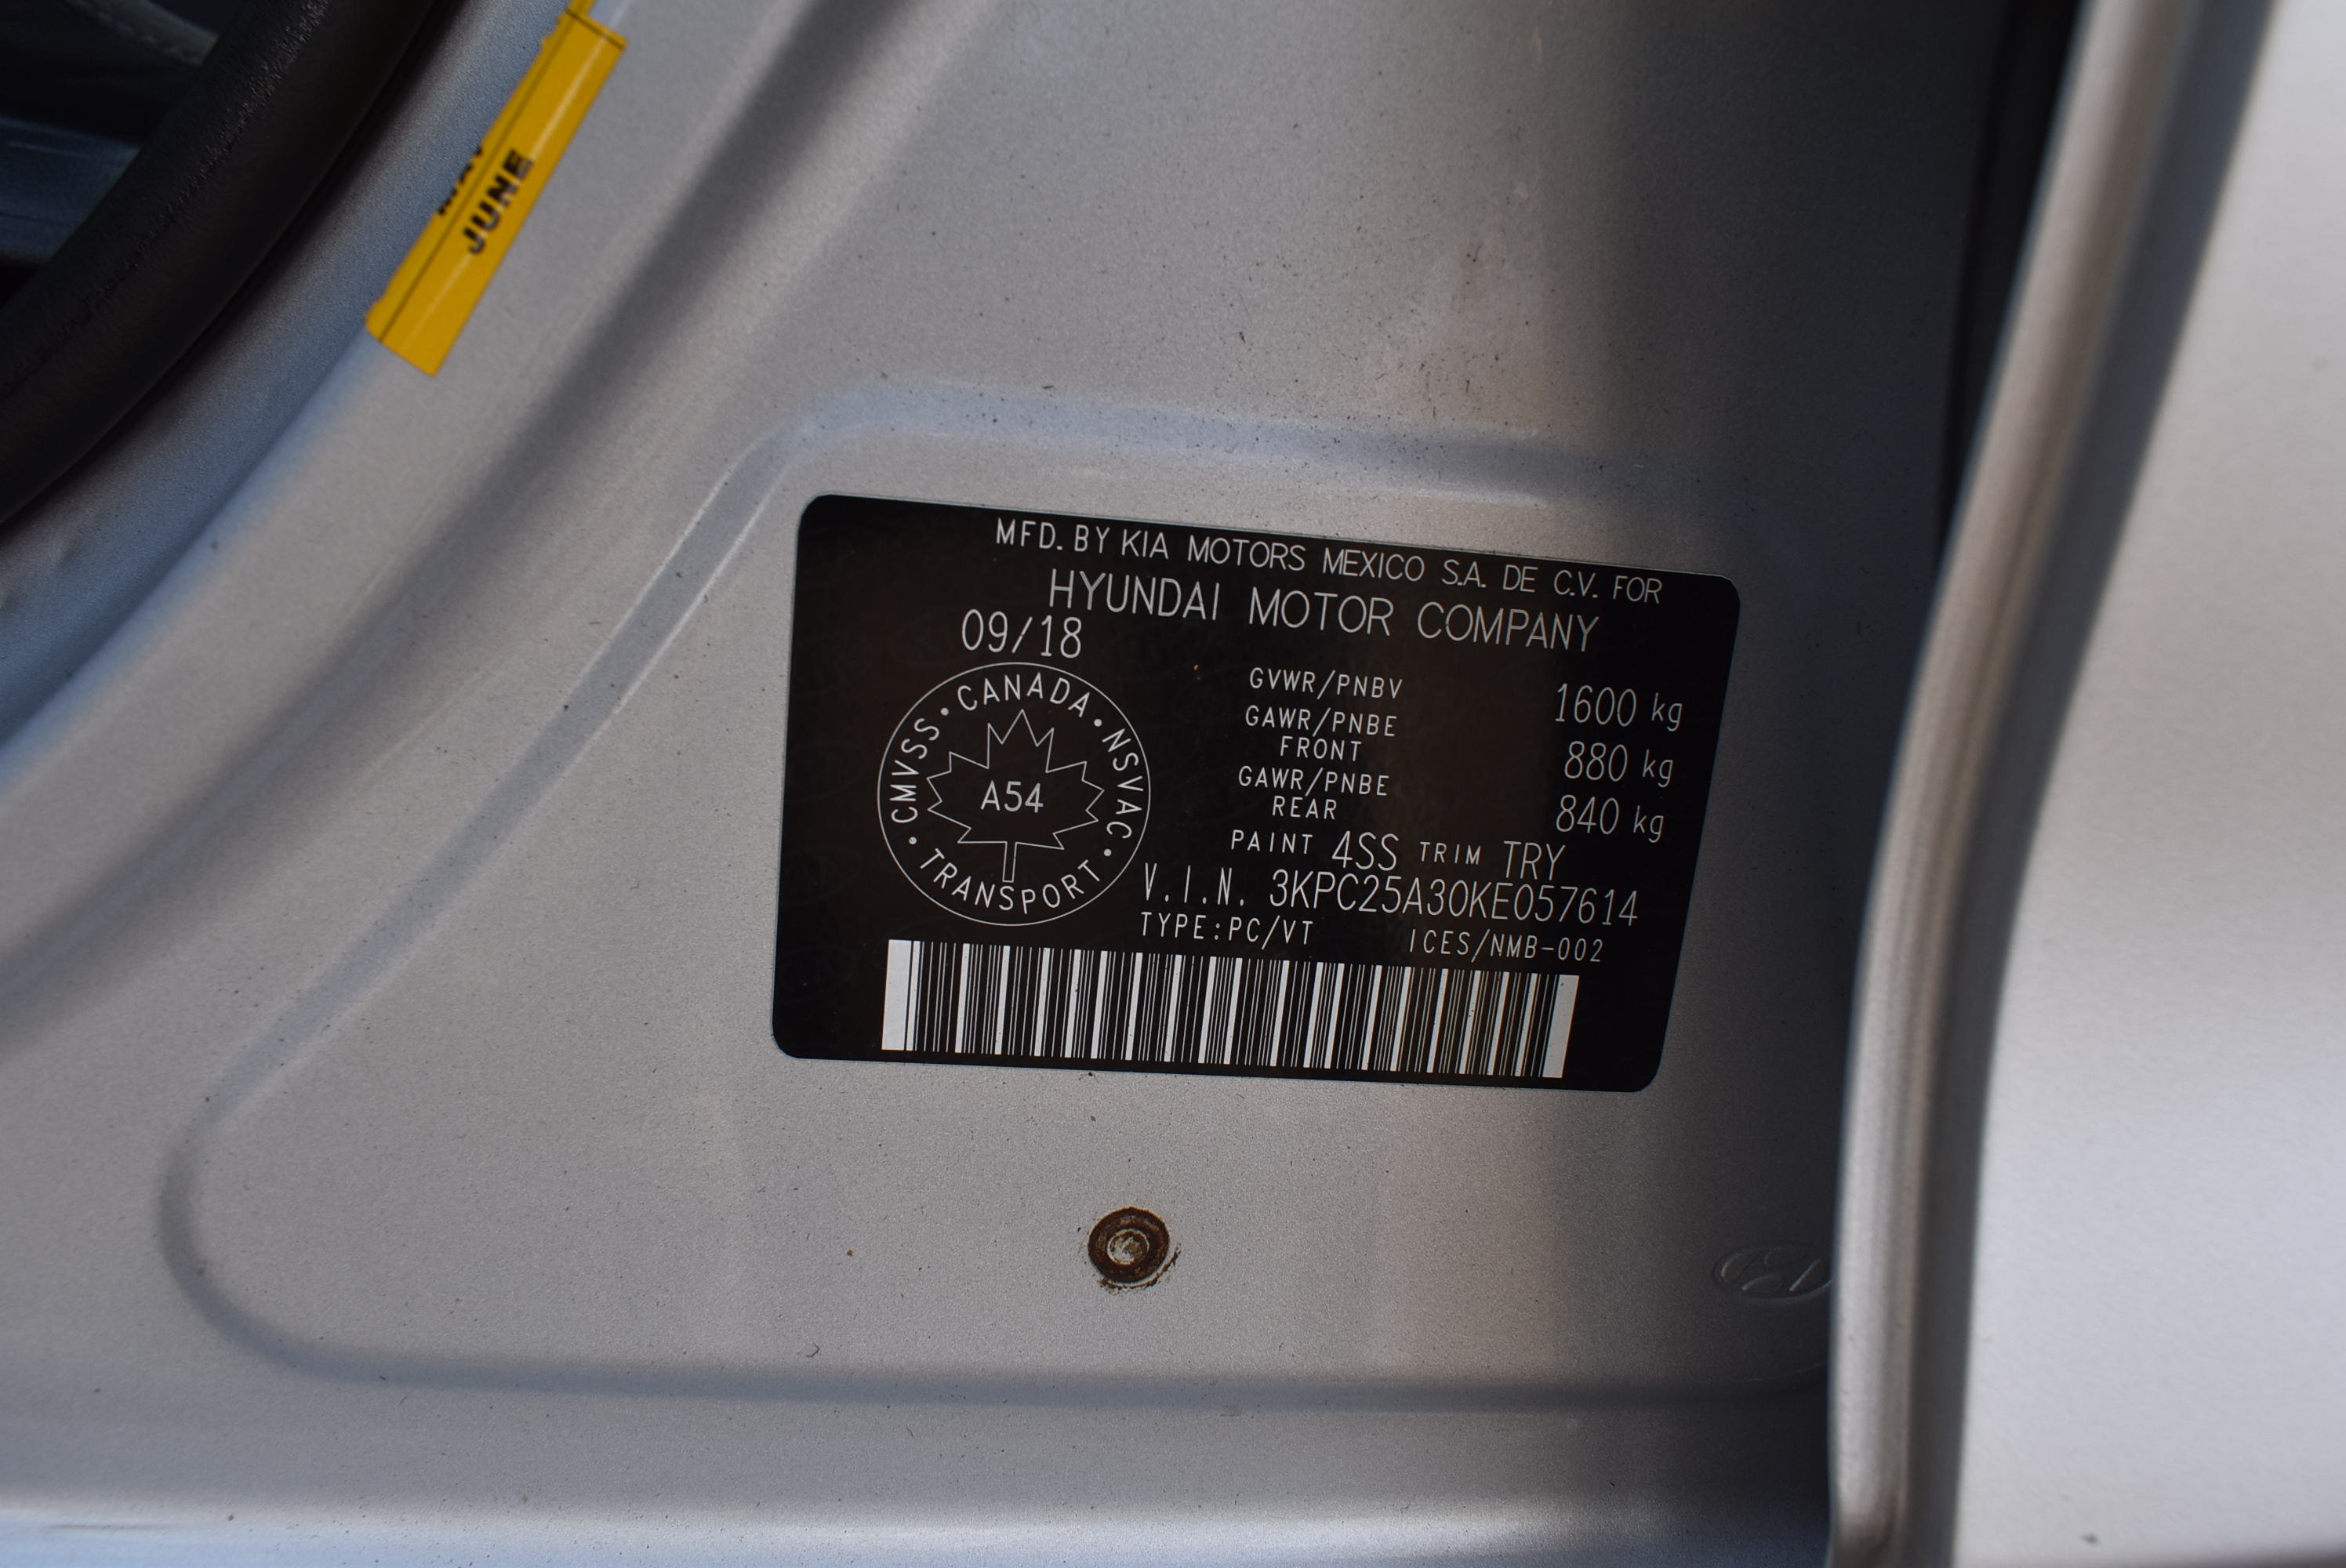 JUNE
MFD. BY KIA MOTORS MEXICO S.A. DE C.V. FOR
HYUNDAI MOTOR COMPANY
09/18
CMVSS • CANADA • NSVAC • TRANSPORT •
A54
GVWR/PNBV 1600 kg
GAWR/PNBE FRONT 880 kg
GAWR/PNBE REAR 840 kg
PAINT 4SS TRIM TRY
V.I.N. 3KPC25A30KE057614
TYPE:PC/VT ICES/NMB-002